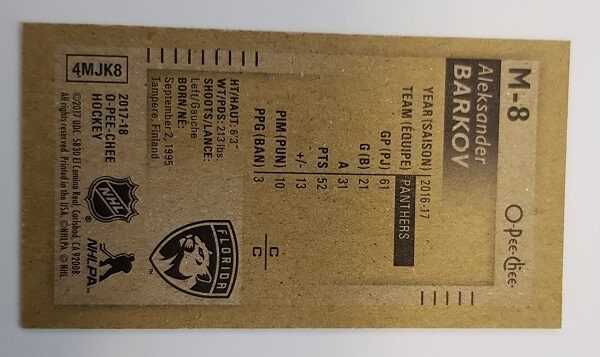 M-8
O-Pee-Chee
Aleksander
BARKOV
YEAR (SAISON) 2016-17
TEAM (ÉQUIPE) PANTHERS
GP (PJ) 61
G (B) 21
A 31
PTS 52
+/- 13
PIM (PUN) 10
PPG (BAN) 3
C
C
HT/HAUT: 6'3"
WT/PDS: 213 lbs.
SHOOTS/LANCE:
Left/Gauche
BORN/NÉ:
September 2, 1995
Tampere, Finland
FLORIDA
4MJK8
2017-18
O-PEE-CHEE
HOCKEY
NHL
NHLPA
©2017 UDC · 5830 El Camino Real, Carlsbad, CA 92008.
All rights reserved. Printed in the USA. ©NHLPA © NHL